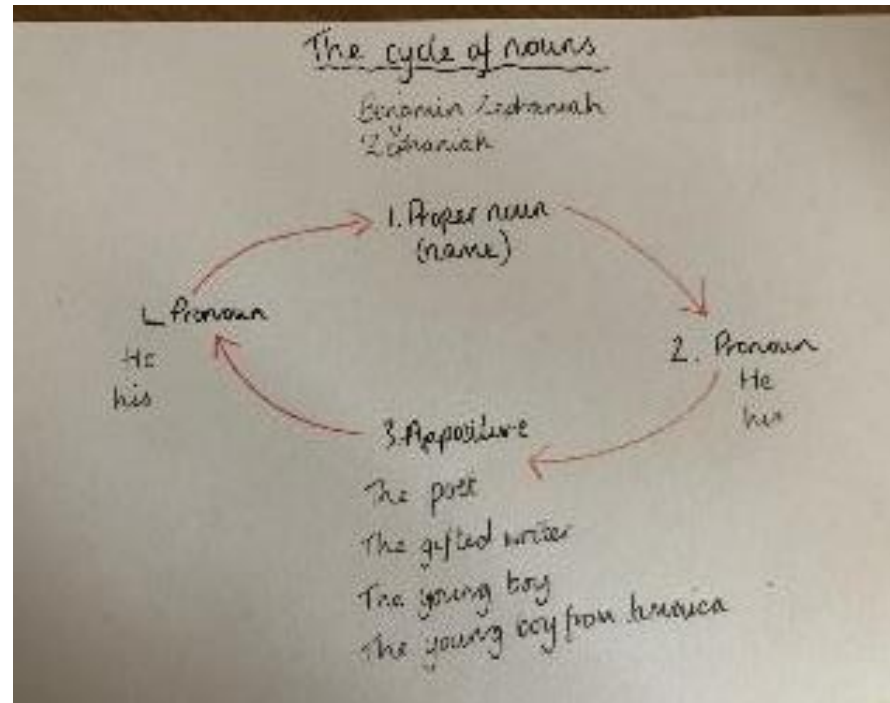 The cycle of nouns
Benamin Zephaniah
Zephaniah
1. Proper noun
(name)
2. Pronoun
He
his
3. Appositive
The poet
The gifted writer
The young boy
The young boy from Jamaica
4. Pronoun
He
his